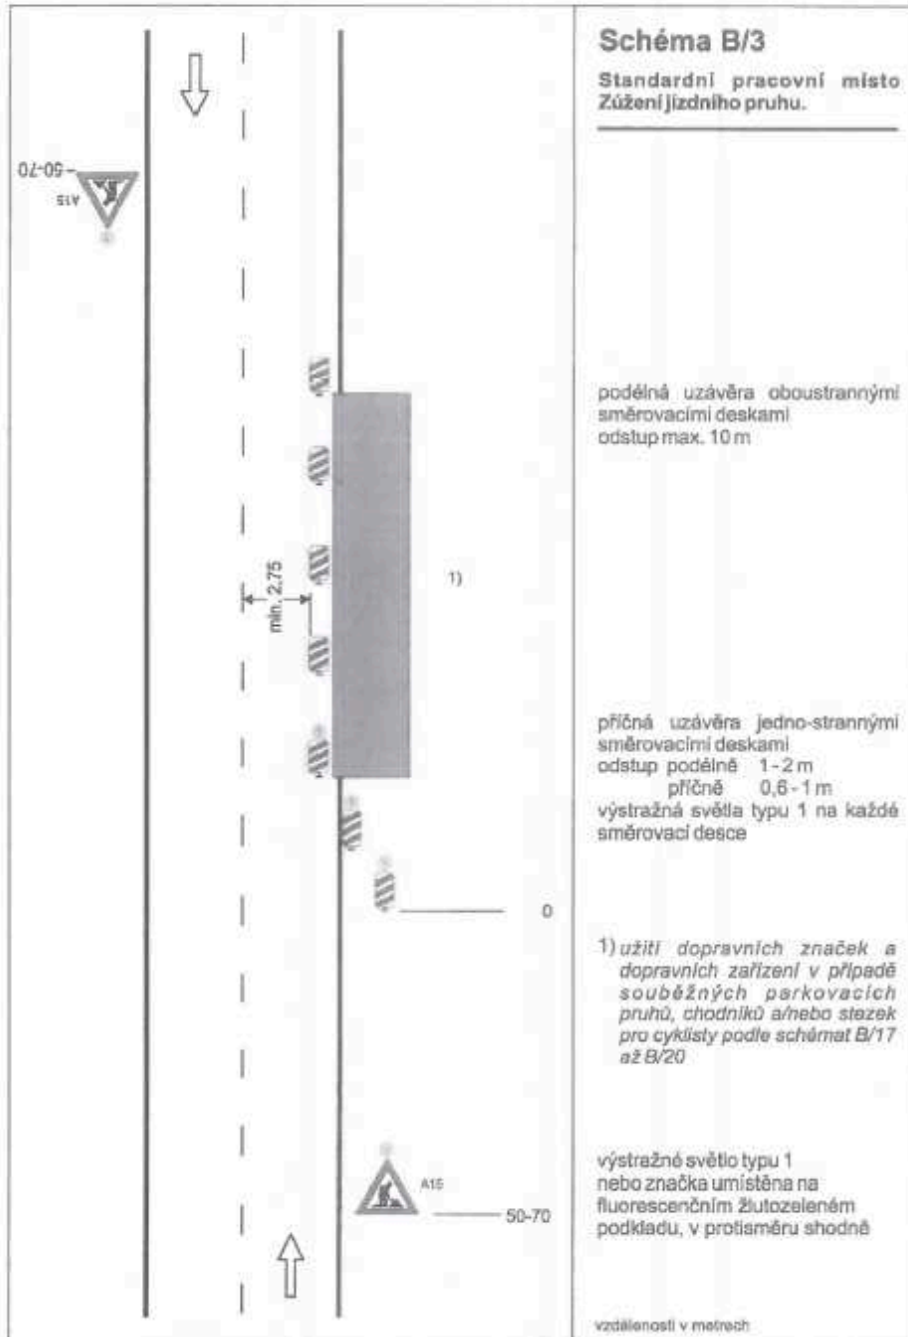 Schéma B/3
Standardní pracovní místo
Zúžení jízdního pruhu.
50-70
A15
podélná uzávěra oboustrannými
směrovacími deskami
odstup max. 10 m
min. 2,75
1)
příčná uzávěra jedno-strannými
směrovacími deskami
odstup podélně 1-2 m
příčně 0,6-1 m
výstražná světla typu 1 na každé
směrovací desce
0
1) užití dopravních značek a
dopravních zařízení v případě
souběžných parkovacích
pruhů, chodníků a/nebo stezek
pro cyklisty podle schémat B/17
až B/20
A15
50-70
výstražné světlo typu 1
nebo značka umístěna na
fluorescenčním žlutozeleném
podkladu, v protisměru shodně
vzdálenosti v metrech